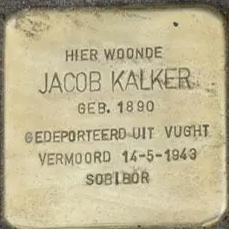 HIER WOONDE
JACOB KALKER
GEB. 1890
GEDEPORTEERD UIT VUGHT
VERMOORD 14-5-1943
SOBIBOR